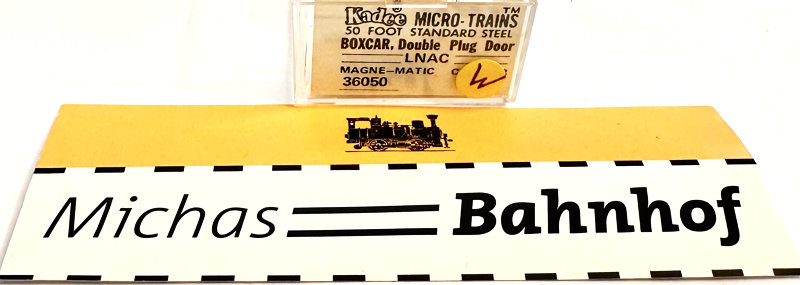 Kadee MICRO-TRAINS™
50 FOOT STANDARD STEEL
BOXCAR, Double Plug Door
LNAC
MAGNE-MATIC
36050
Michas Bahnhof